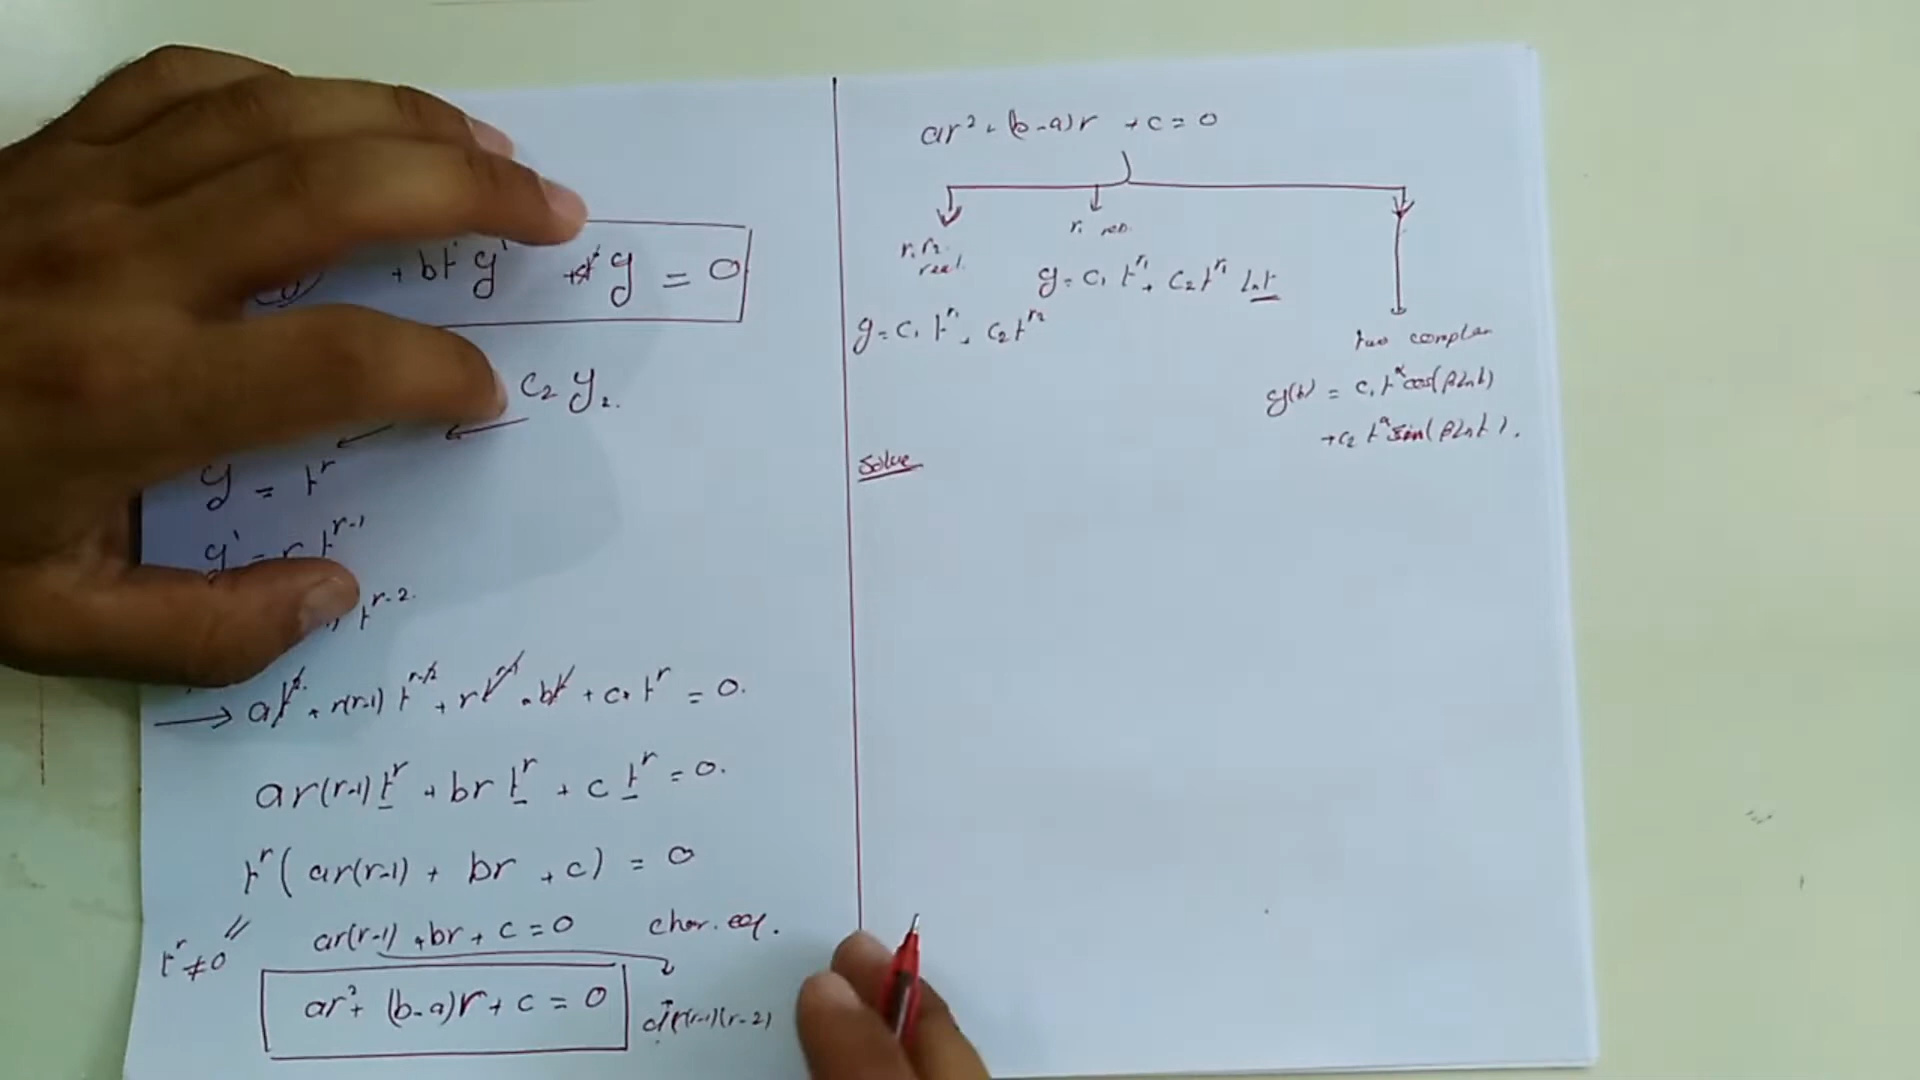 + bt y' + y = 0
C2 y2.
y = t^r
y' = r t^r-1
t^r-2.
→ a r(r-1) t^r-2 + r t b t + c . t^r = 0.
ar(r-1) t^r + br t^r + c t^r = 0.
t^r ( ar(r-1) + br + c ) = 0
t^r ≠ 0 ar(r-1) + br + c = 0 char. eq.
ar² + (b-a)r + c = 0
r(r-1)(r-2)
ar² + (b-a)r + c = 0
r1 r2 real.
y = c1 t^r1 + c2 t^r2
y = c1 t^r1 + c2 t^r1 Ln t
two complex
y(t) = c1 t^α cos(β Ln t)
+ c2 t^α sin(β Ln t).
Solve